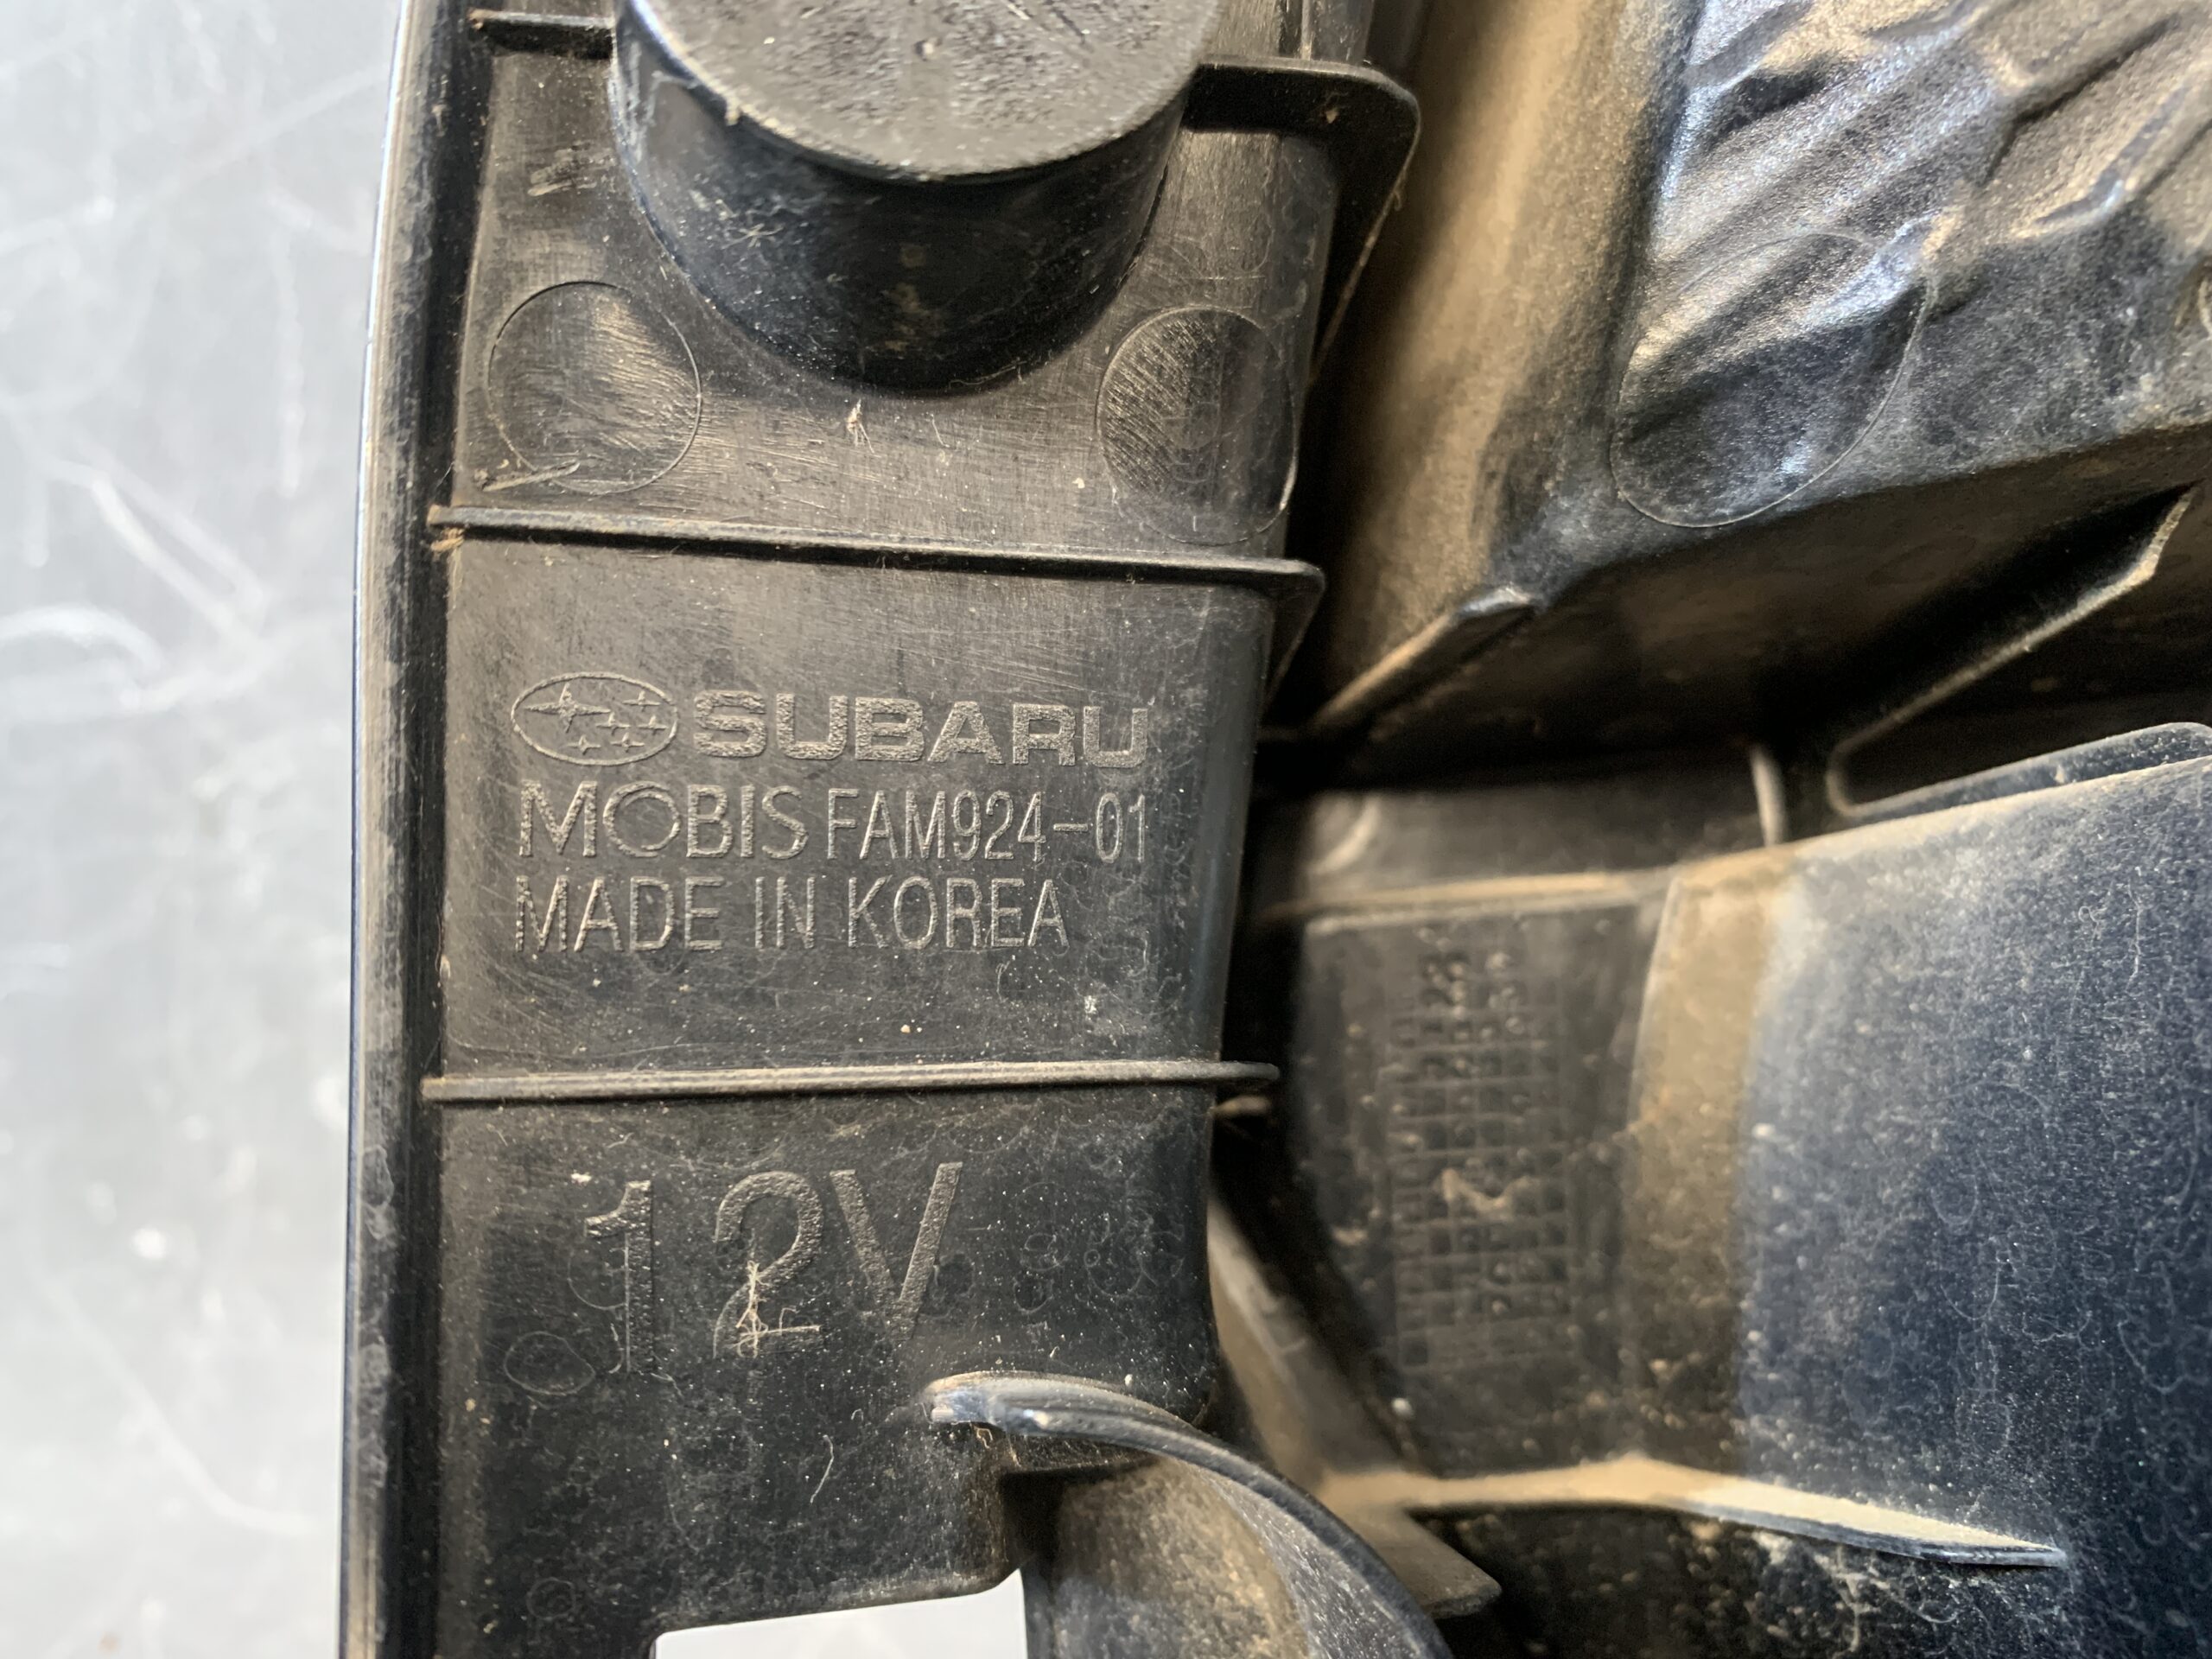 SUBARU
MOBIS FAM924-01
MADE IN KOREA
12V